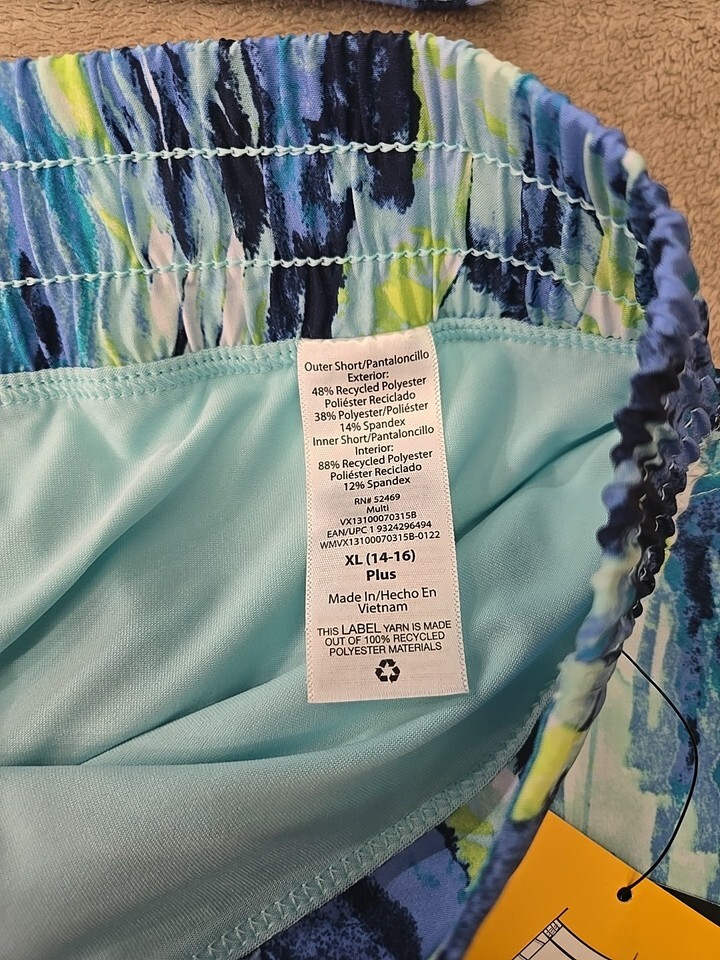 Outer Short/Pantaloncillo
Exterior:
48% Recycled Polyester
Poliéster Reciclado
38% Polyester/Poliéster
14% Spandex
Inner Short/Pantaloncillo
Interior:
88% Recycled Polyester
Poliéster Reciclado
12% Spandex
RN# 52469
Multi
VX13100070315B
EAN/UPC 1 9324296494
WMVX13100070315B-0122
XL (14-16)
Plus
Made In/Hecho En
Vietnam
THIS LABEL YARN IS MADE
OUT OF 100% RECYCLED
POLYESTER MATERIALS